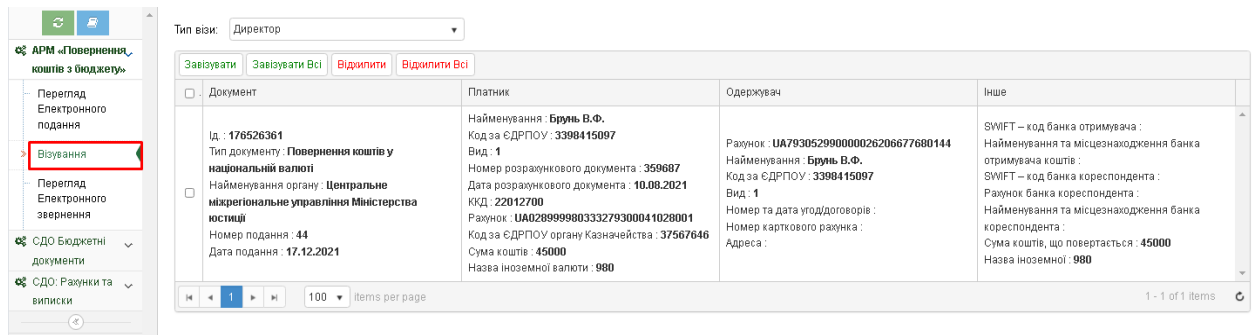 АРМ «Повернення
коштів з бюджету»
Перегляд
Електронного
подання
Візування
Перегляд
Електронного
звернення
СДО Бюджетні
документи
СДО: Рахунки та
виписки
Тип візи: Директор
Завізувати Завізувати Всі Відхилити Відхилити Всі
Документ Платник Одержувач Інше
Ід. : 176526361
Тип документу : Повернення коштів у
національній валюті
Найменування органу : Центральне
міжрегіональне управління Міністерства
юстиції
Номер подання : 44
Дата подання : 17.12.2021
Найменування : Брунь В.Ф.
Код за ЄДРПОУ : 3398415097
Вид : 1
Номер розрахункового документа : 359687
Дата розрахункового документа : 10.08.2021
ККД : 22012700
Рахунок : UA028999980333279300041028001
Код за ЄДРПОУ органу Казначейства : 37567646
Сума коштів : 45000
Назва іноземної валюти : 980
Рахунок : UA793052990000026206677680144
Найменування : Брунь В.Ф.
Код за ЄДРПОУ : 3398415097
Вид : 1
Номер та дата угод/договорів :
Номер карткового рахунка :
Адреса :
SWIFT – код банка отримувача :
Найменування та місцезнаходження банка
отримувача коштів :
SWIFT – код банка кореспондента :
Рахунок банка кореспондента :
Найменування та місцезнаходження банка
кореспондента :
Сума коштів, що повертається : 45000
Назва іноземної : 980
1 100 items per page 1 - 1 of 1 items